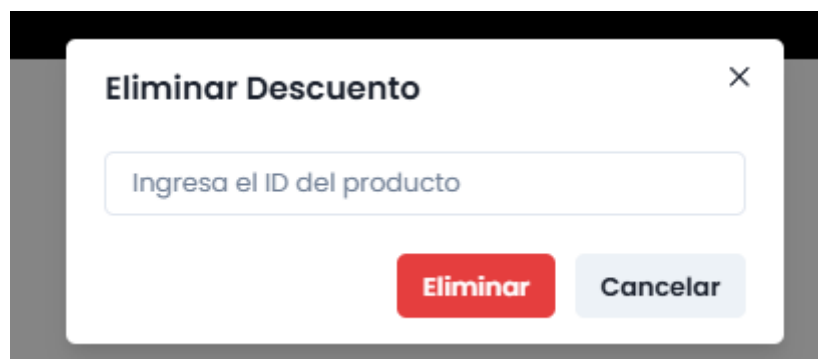 Eliminar Descuento
Ingresa el ID del producto
Eliminar Cancelar